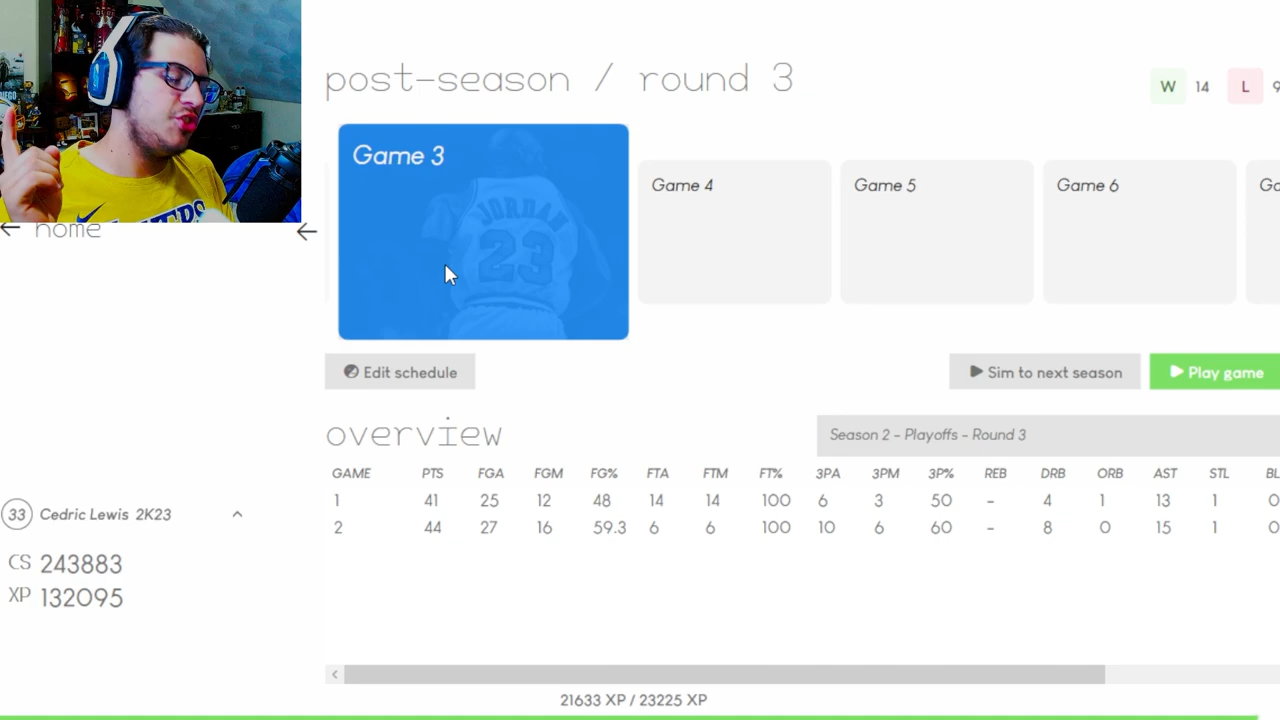 post-season / round 3
W 14 L 9
Game 3
JORDAN
23
Game 4
Game 5
Game 6
← home
←
Edit schedule
Sim to next season
Play game
overview
Season 2 - Playoffs - Round 3
GAME PTS FGA FGM FG% FTA FTM FT% 3PA 3PM 3P% REB DRB ORB AST STL
1 41 25 12 48 14 14 100 6 3 50 - 4 1 13 1 0
2 44 27 16 59.3 6 6 100 10 6 60 - 8 0 15 1 0
33 Cedric Lewis 2K23
CS 243883
XP 132095
21633 XP / 23225 XP